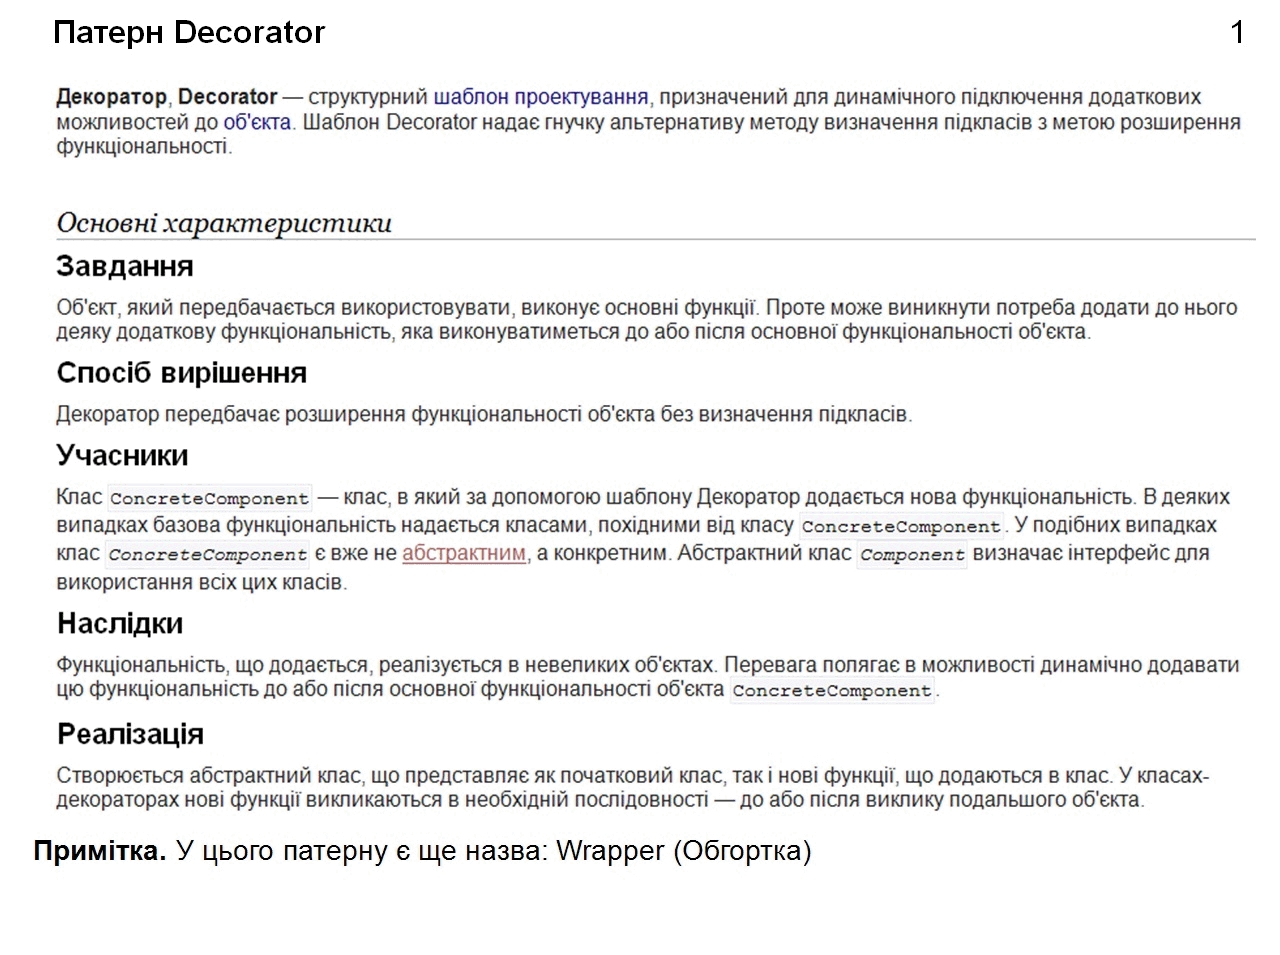 Патерн Decorator 1
Декоратор, Decorator — структурний шаблон проектування, призначений для динамічного підключення додаткових
можливостей до об'єкта. Шаблон Decorator надає гнучку альтернативу методу визначення підкласів з метою розширення
функціональності.
Основні характеристики
Завдання
Об'єкт, який передбачається використовувати, виконує основні функції. Проте може виникнути потреба додати до нього
деяку додаткову функціональність, яка виконуватиметься до або після основної функціональності об'єкта.
Спосіб вирішення
Декоратор передбачає розширення функціональності об'єкта без визначення підкласів.
Учасники
Клас ConcreteComponent — клас, в який за допомогою шаблону Декоратор додається нова функціональність. В деяких
випадках базова функціональність надається класами, похідними від класу ConcreteComponent. У подібних випадках
клас ConcreteComponent є вже не абстрактним, а конкретним. Абстрактний клас Component визначає інтерфейс для
використання всіх цих класів.
Наслідки
Функціональність, що додається, реалізується в невеликих об'єктах. Перевага полягає в можливості динамічно додавати
цю функціональність до або після основної функціональності об'єкта ConcreteComponent.
Реалізація
Створюється абстрактний клас, що представляє як початковий клас, так і нові функції, що додаються в клас. У класах-
декораторах нові функції викликаються в необхідній послідовності — до або після виклику подальшого об'єкта.
Примітка. У цього патерну є ще назва: Wrapper (Обгортка)